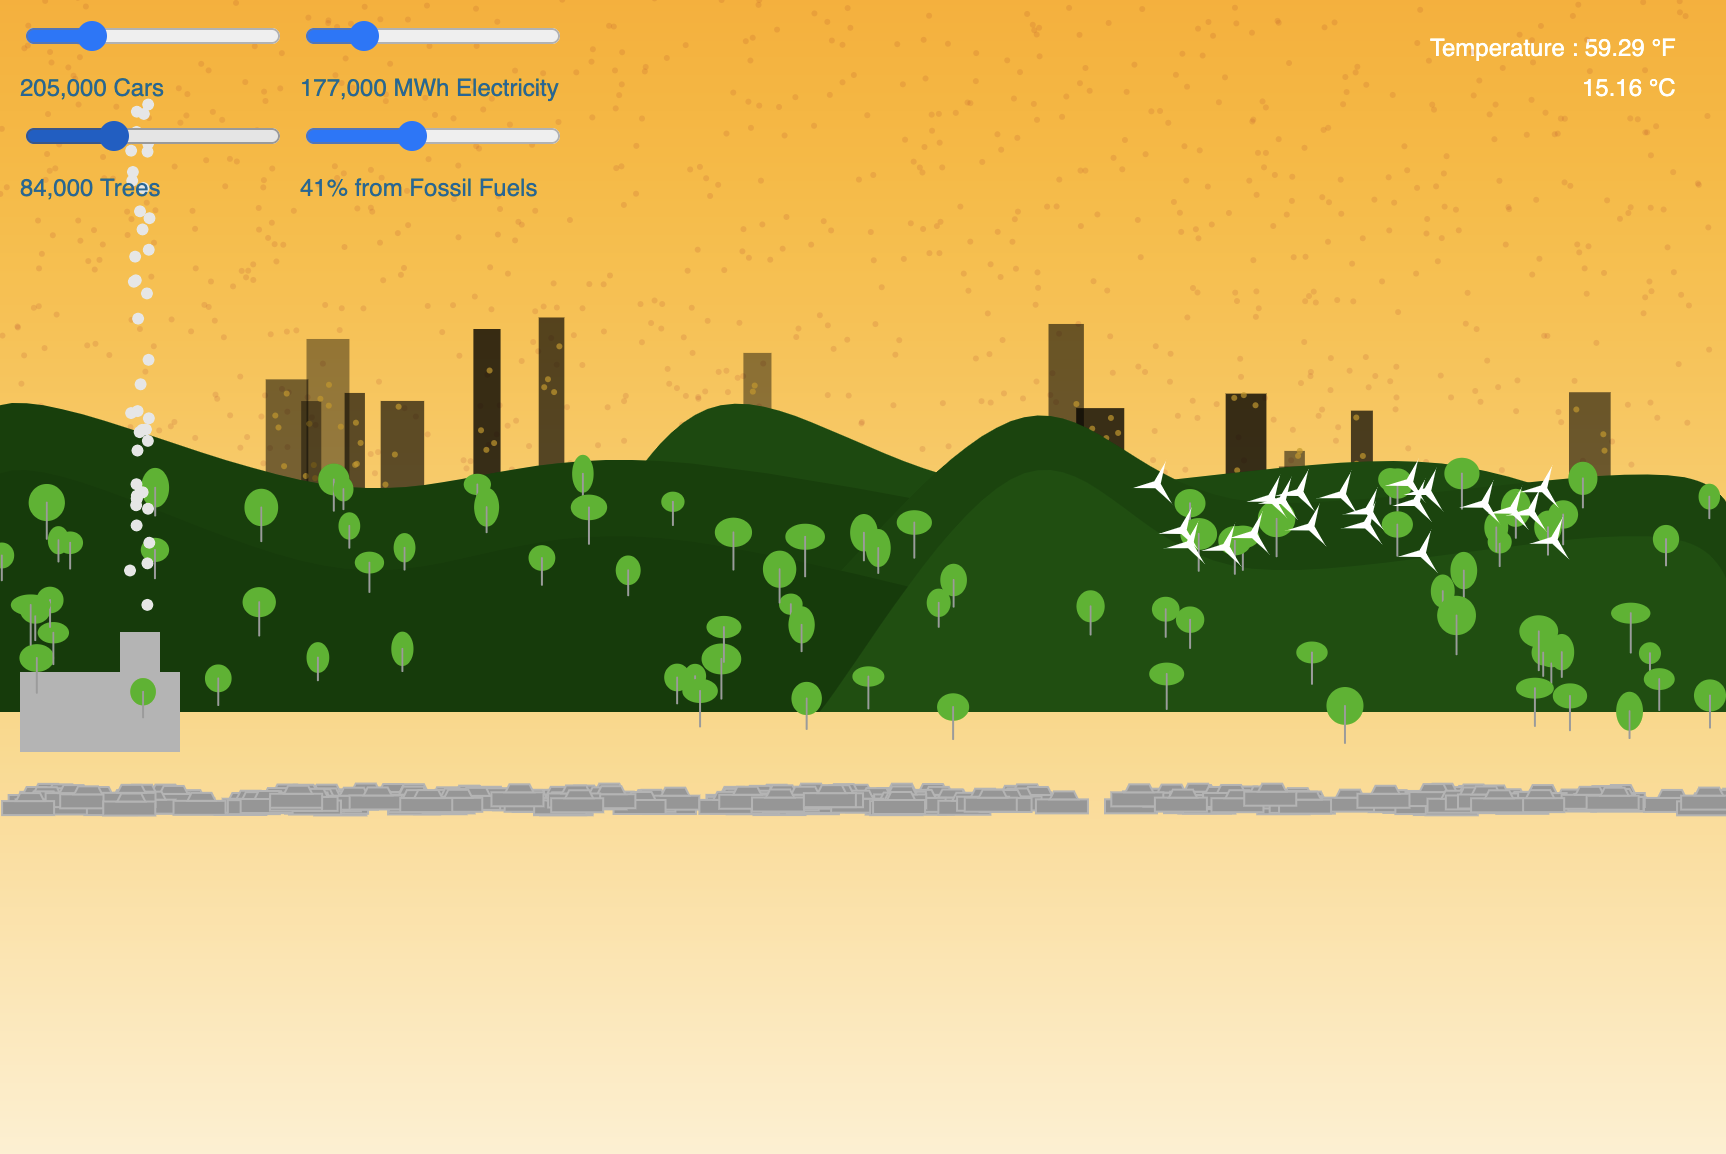 205,000 Cars
177,000 MWh Electricity
84,000 Trees
41% from Fossil Fuels
Temperature : 59.29 °F
15.16 °C